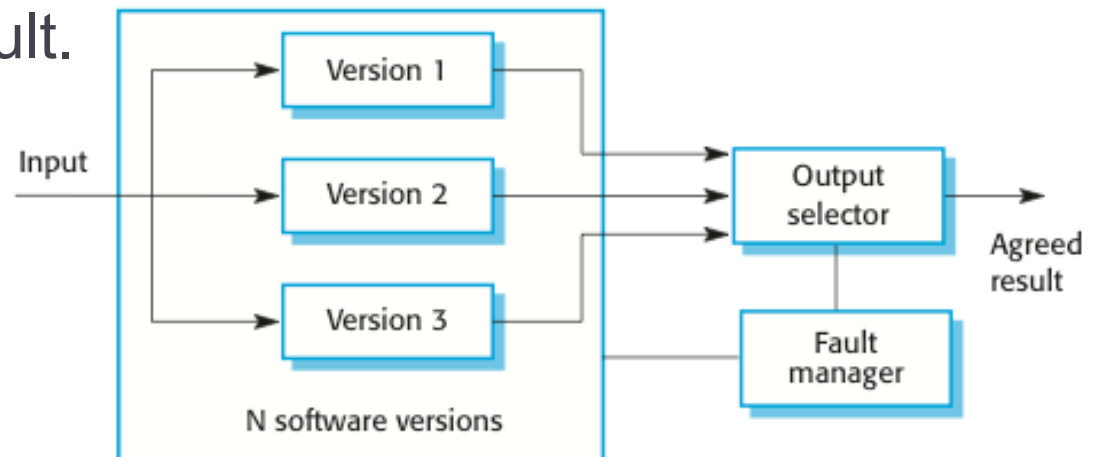 ult.
Version 1
Input
Version 2
Output
selector
Agreed
result
Version 3
Fault
manager
N software versions